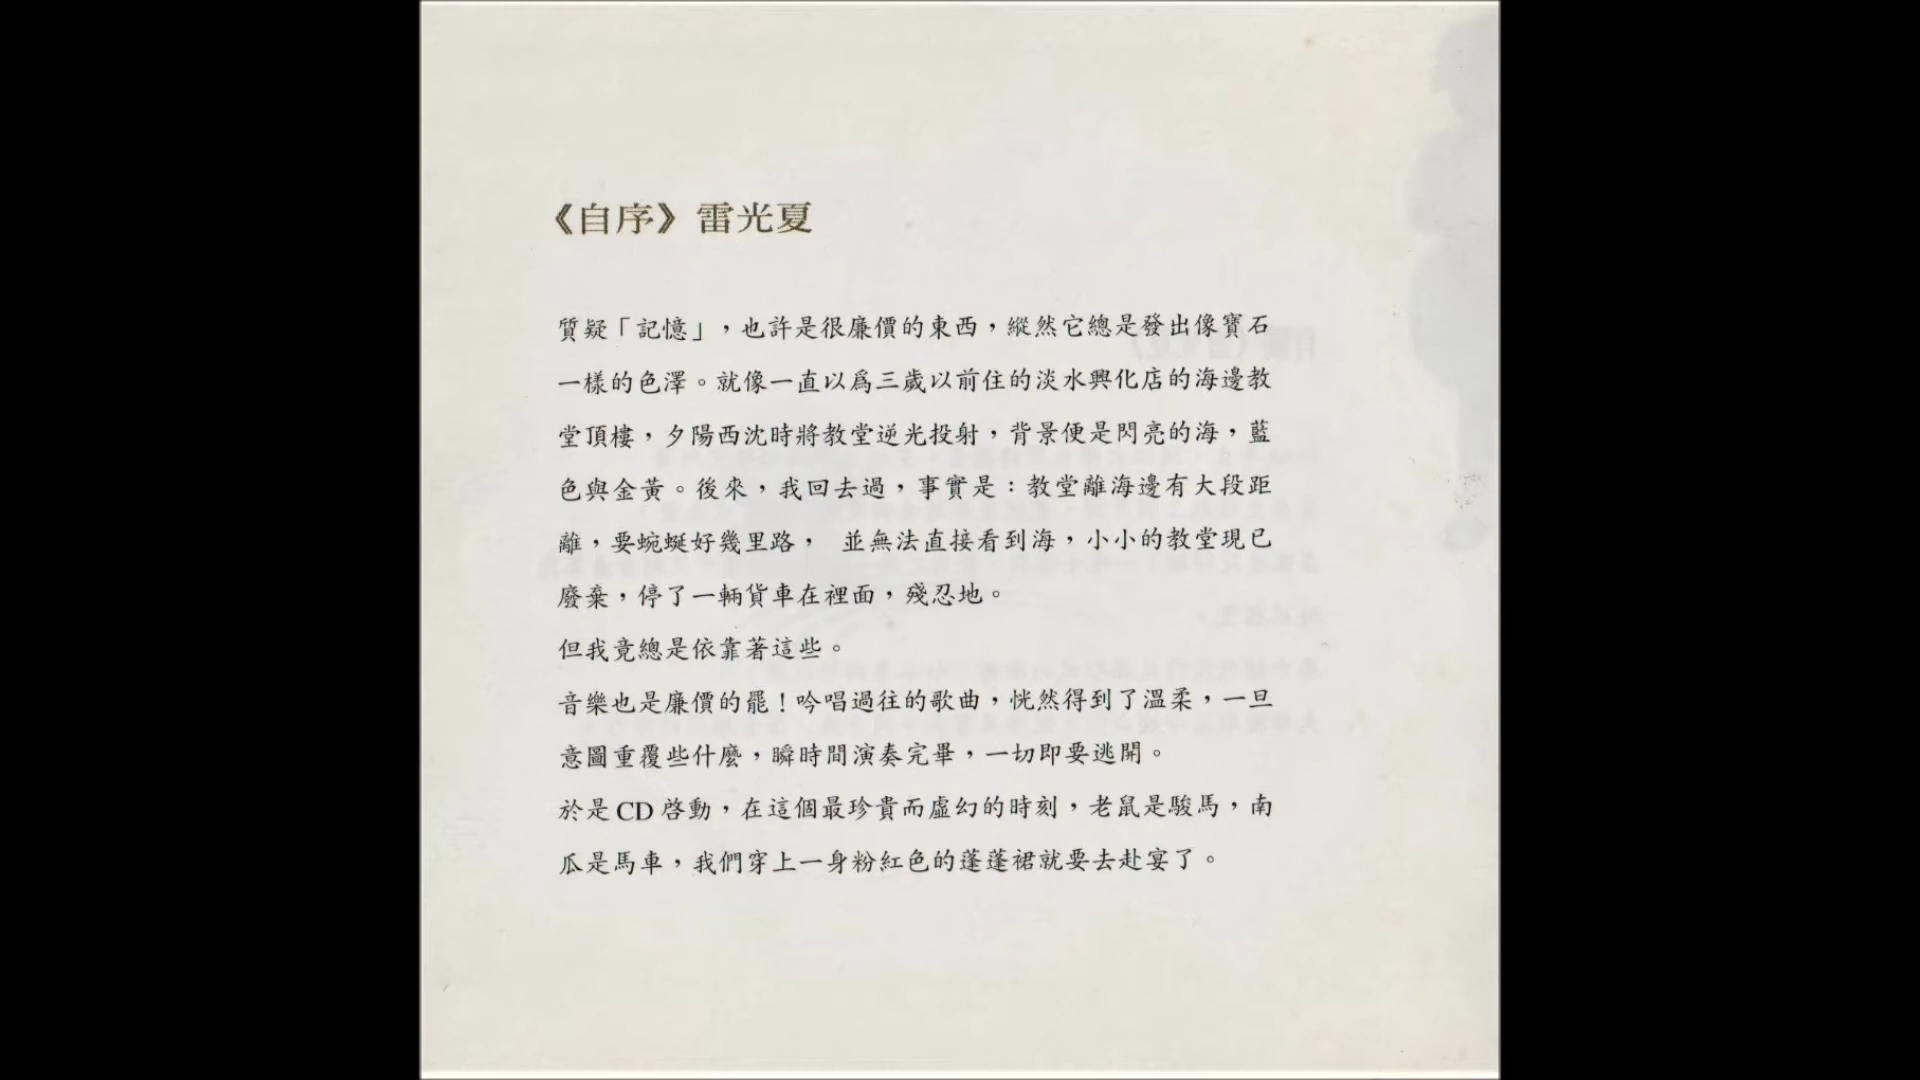 《自序》雷光夏
質疑「記憶」，也許是很廉價的東西，縱然它總是發出像寶石
一樣的色澤。就像一直以為三歲以前住的淡水興化店的海邊教
堂頂樓，夕陽西沈時將教堂逆光投射，背景便是閃亮的海，藍
色與金黃。後來，我回去過，事實是：教堂離海邊有大段距
離，要蜿蜒好幾里路， 並無法直接看到海，小小的教堂現已
廢棄，停了一輛貨車在裡面，殘忍地。
但我竟總是依靠著這些。
音樂也是廉價的罷！吟唱過往的歌曲，恍然得到了溫柔，一旦
意圖重覆些什麼，瞬時間演奏完畢，一切即要逃開。
於是CD啓動，在這個最珍貴而虛幻的時刻，老鼠是駿馬，南
瓜是馬車，我們穿上一身粉紅色的蓬蓬裙就要去赴宴了。